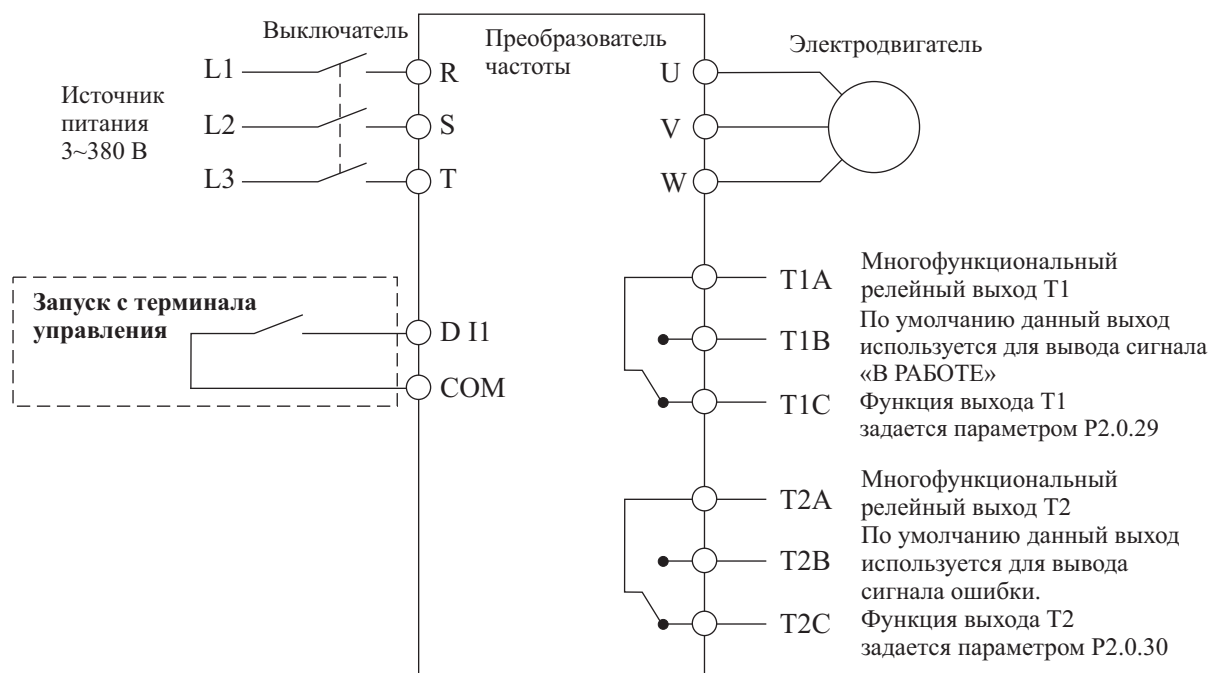 Выключатель
Преобразователь
частоты
Электродвигатель
Источник
питания
3~380 В
L1
L2
L3
R
S
T
U
V
W
Запуск с терминала
управления
D I1
COM
T1A
T1B
T1C
Многофункциональный
релейный выход T1
По умолчанию данный выход
используется для вывода сигнала
«В РАБОТЕ»
Функция выхода T1
задается параметром P2.0.29
T2A
T2B
T2C
Многофункциональный
релейный выход T2
По умолчанию данный выход
используется для вывода
сигнала ошибки.
Функция выхода T2
задается параметром P2.0.30